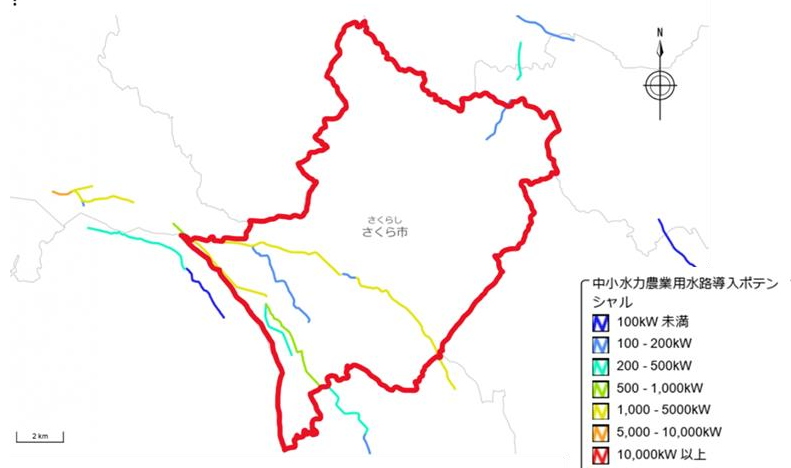 N
さくらし
さくら市
中小水力農業用水路導入ポテン
シャル
100kW 未満
100 - 200kW
200 - 500kW
500 - 1,000kW
1,000 - 5000kW
5,000 - 10,000kW
10,000kW 以上
2 km